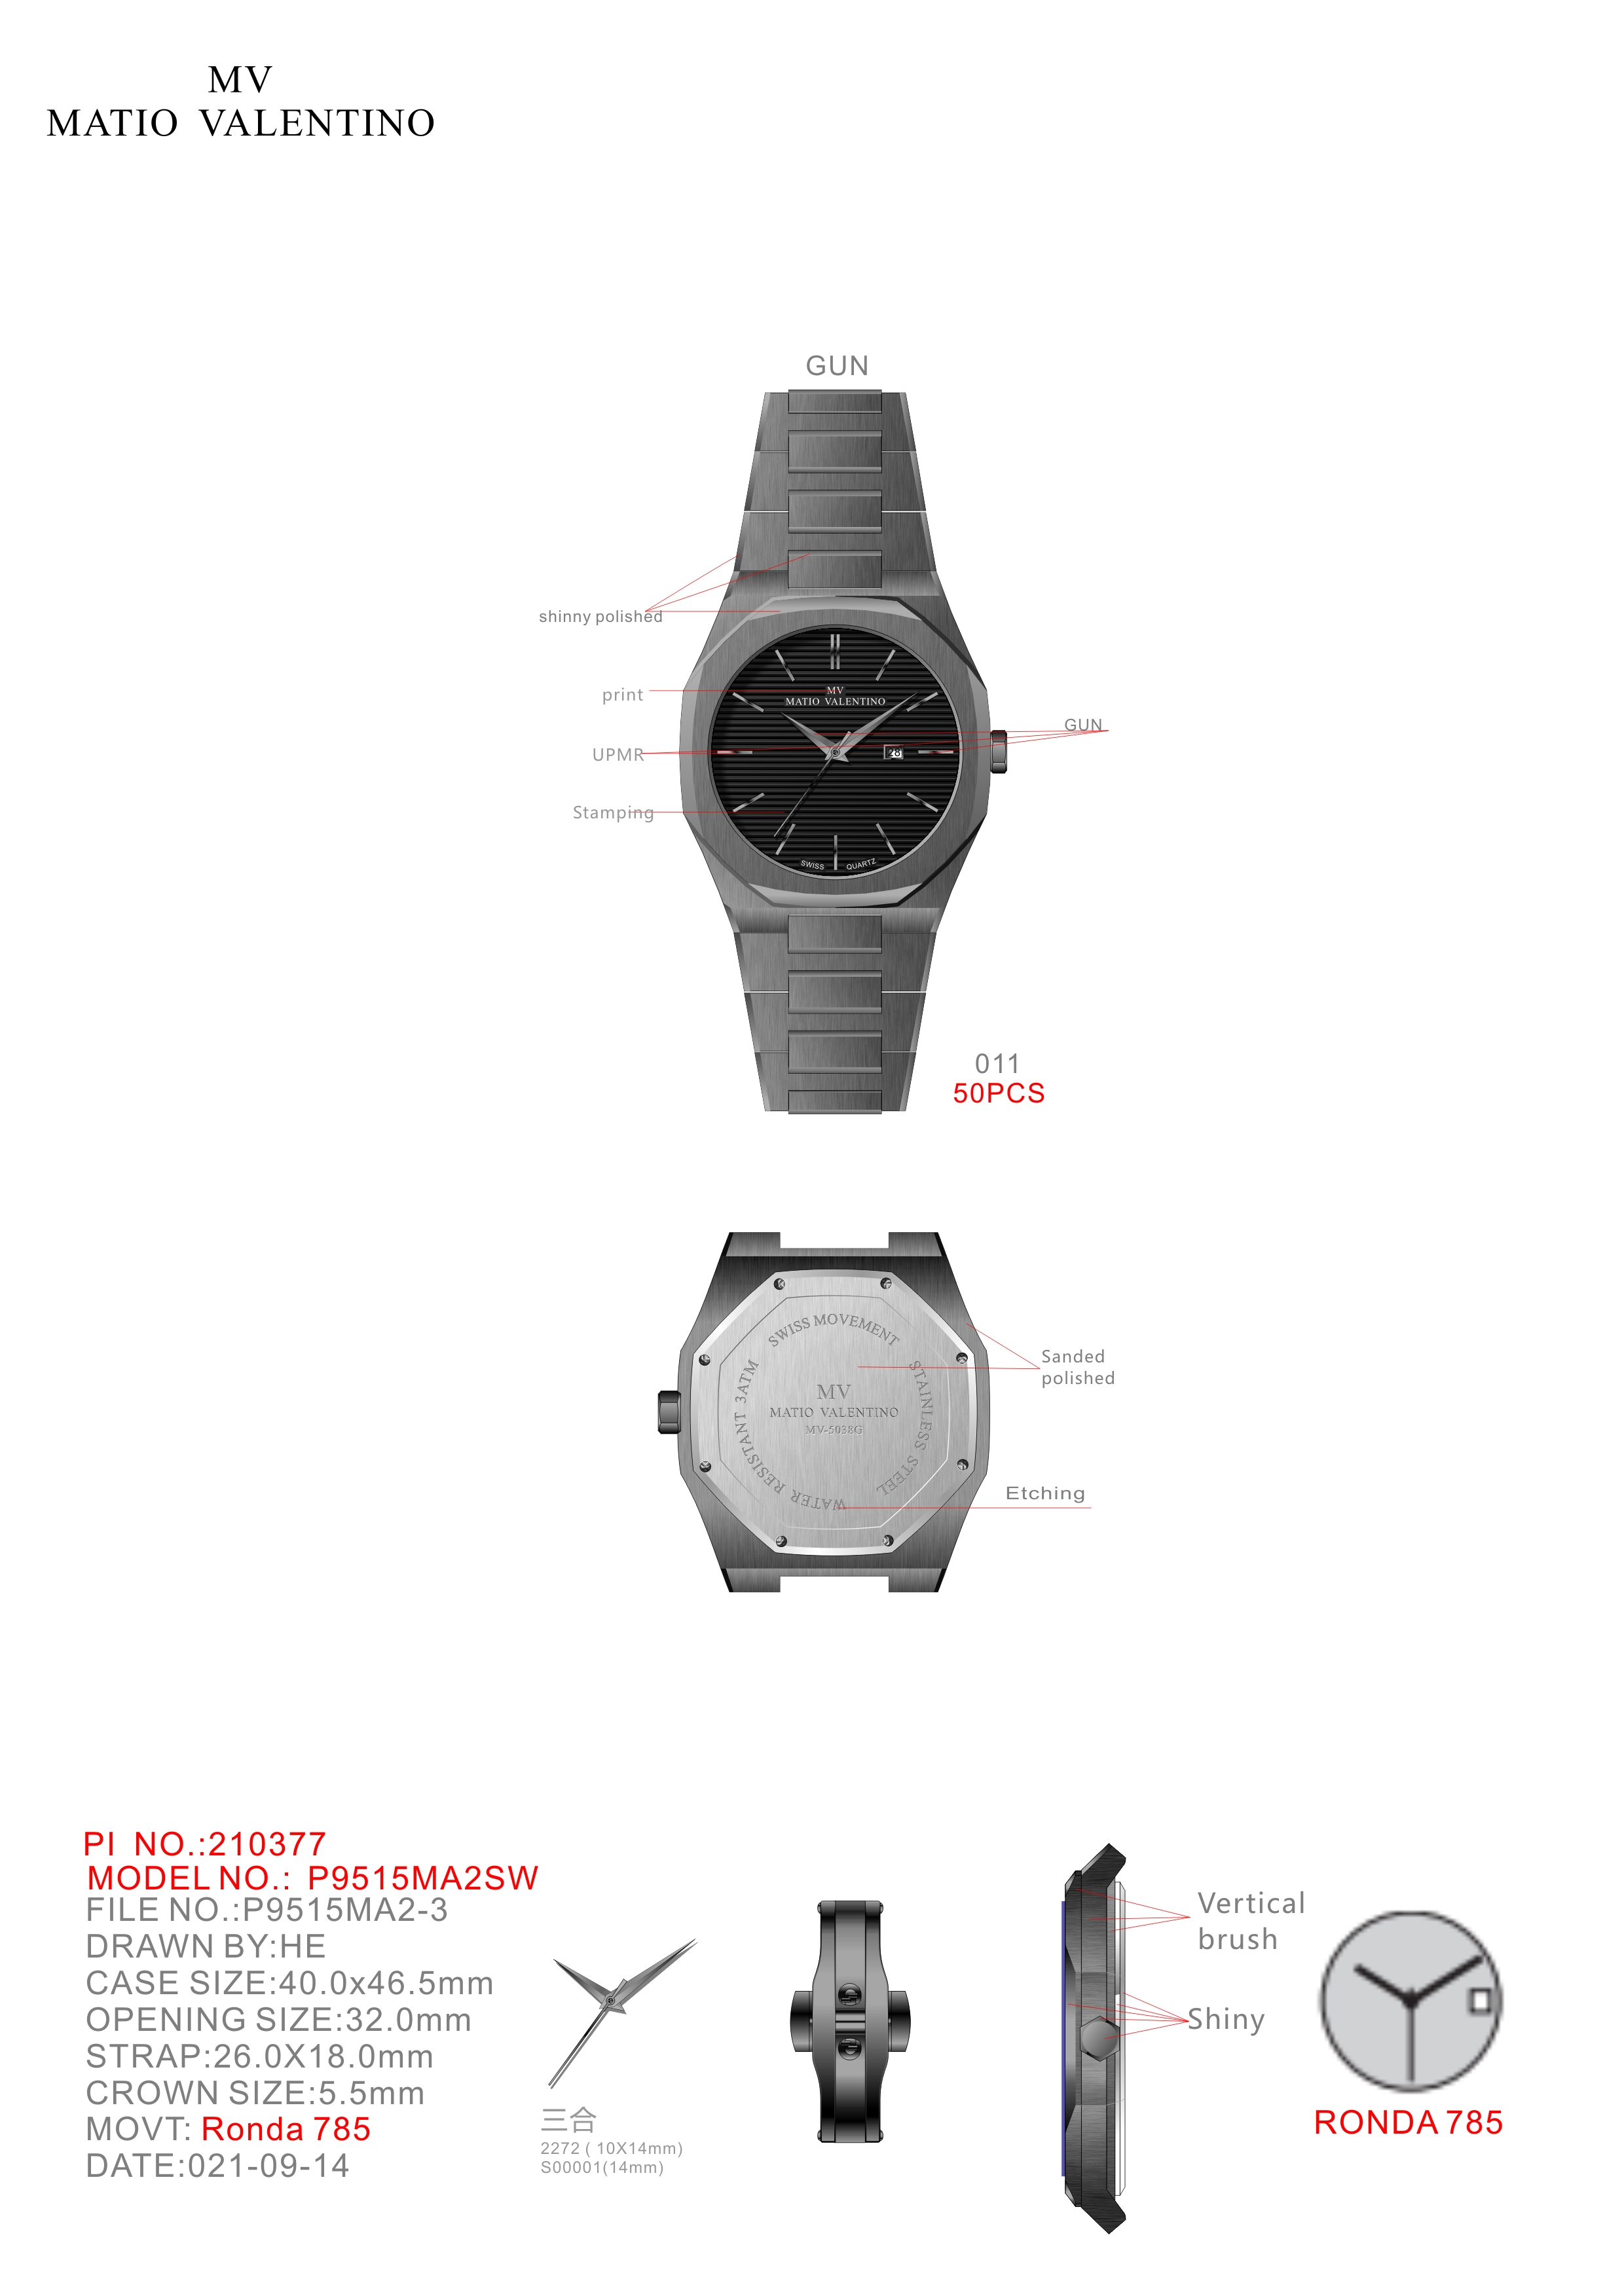 MV
MATIO VALENTINO
GUN
shinny polished
print
MV
MATIO VALENTINO
GUN
UPMR
28
Stamping
SWISS QUARTZ
011
50PCS
SWISS MOVEMENT
STAINLESS STEEL
WATER RESISTANT 3ATM
MV
MATIO VALENTINO
MV-5038G
Sanded
polished
Etching
PI NO.:210377
MODEL NO.: P9515MA2SW
FILE NO.:P9515MA2-3
DRAWN BY:HE
CASE SIZE:40.0x46.5mm
OPENING SIZE:32.0mm
STRAP:26.0X18.0mm
CROWN SIZE:5.5mm
MOVT: Ronda 785
DATE:021-09-14
三合
2272 ( 10X14mm)
S00001(14mm)
Vertical
brush
Shiny
RONDA 785